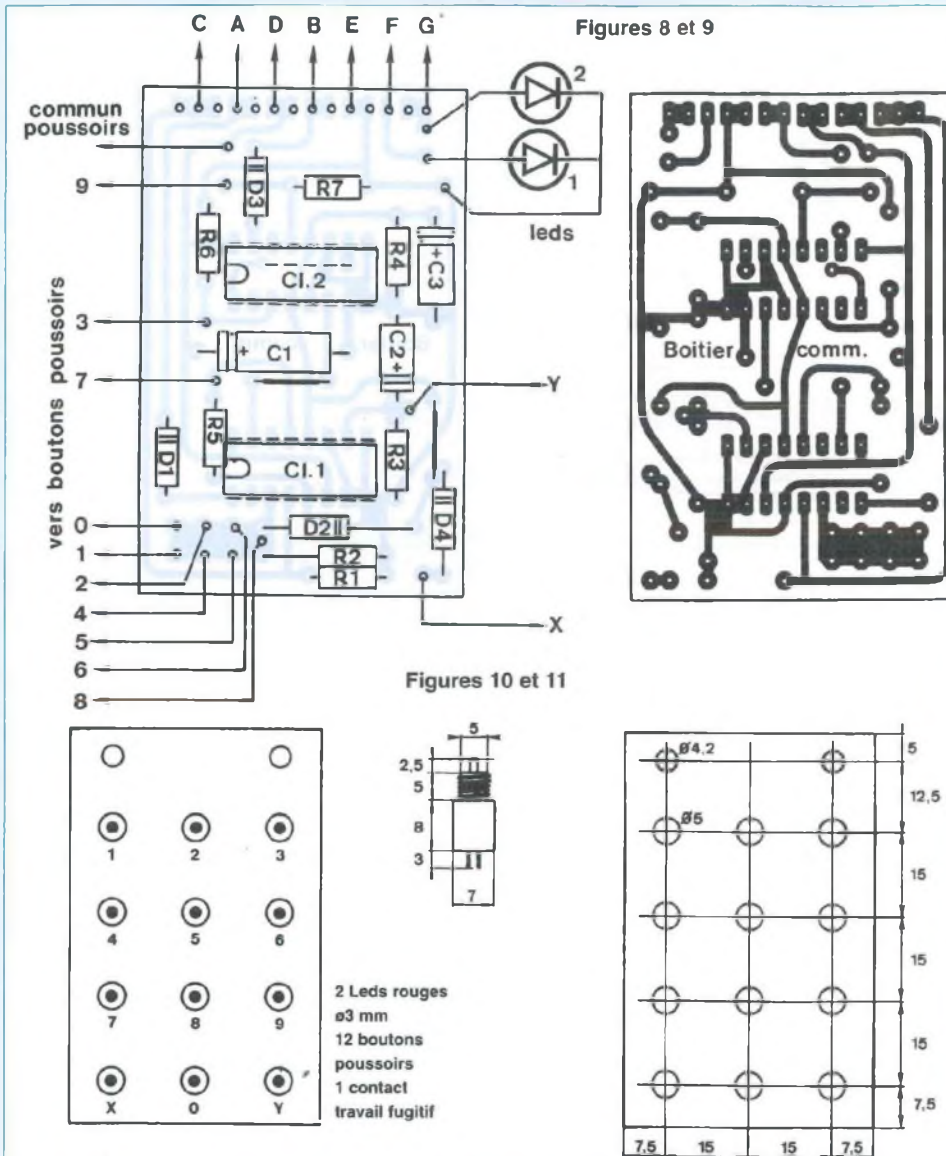 Figures 8 et 9
C A D B E F G
commun
poussoirs
9
3
7
vers boutons poussoirs
0
1
2
4
5
6
8
2
1
leds
D3
R7
R6
CI.2
R4
+C3
+ C1
C2+
Y
D1
R5
CI.1
R3
D2
D4
R2
R1
X
Boitier comm.
Figures 10 et 11
1 2 3
4 5 6
7 8 9
X 0 Y
5
2,5
5
8
3
7
2 Leds rouges
ø3 mm
12 boutons
poussoirs
1 contact
travail fugitif
Ø4,2
Ø5
5
12,5
15
15
15
7,5
7,5 15 15 7,5